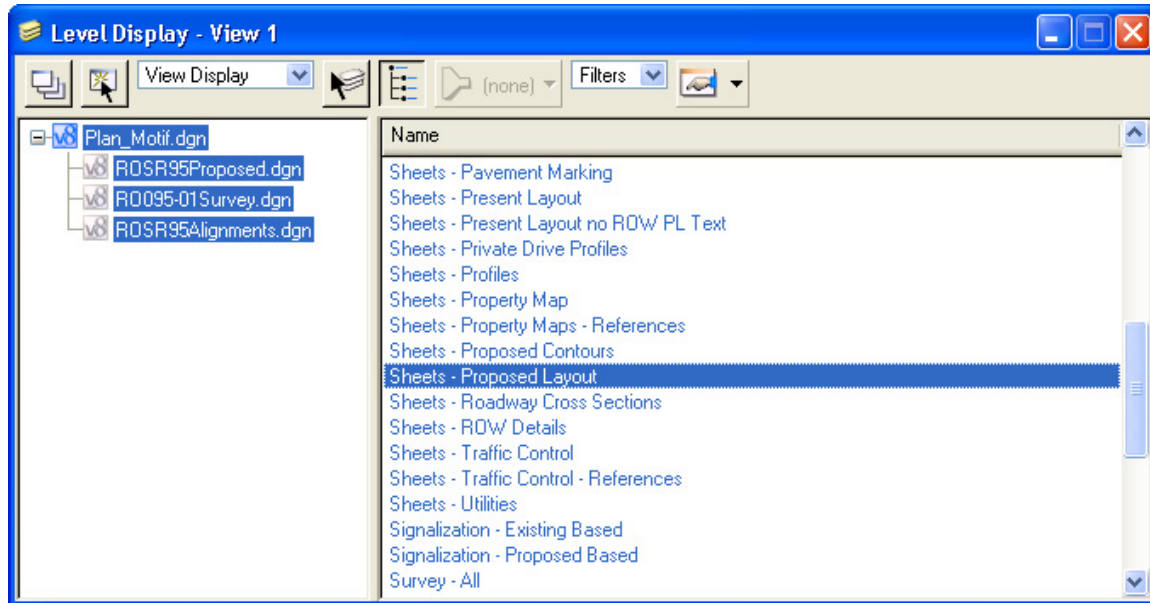 Level Display - View 1
View Display (none) Filters
Plan_Motif.dgn
ROSR95Proposed.dgn
RO095-01Survey.dgn
ROSR95Alignments.dgn
Name
Sheets - Pavement Marking
Sheets - Present Layout
Sheets - Present Layout no ROW PL Text
Sheets - Private Drive Profiles
Sheets - Profiles
Sheets - Property Map
Sheets - Property Maps - References
Sheets - Proposed Contours
Sheets - Proposed Layout
Sheets - Roadway Cross Sections
Sheets - ROW Details
Sheets - Traffic Control
Sheets - Traffic Control - References
Sheets - Utilities
Signalization - Existing Based
Signalization - Proposed Based
Survey - All